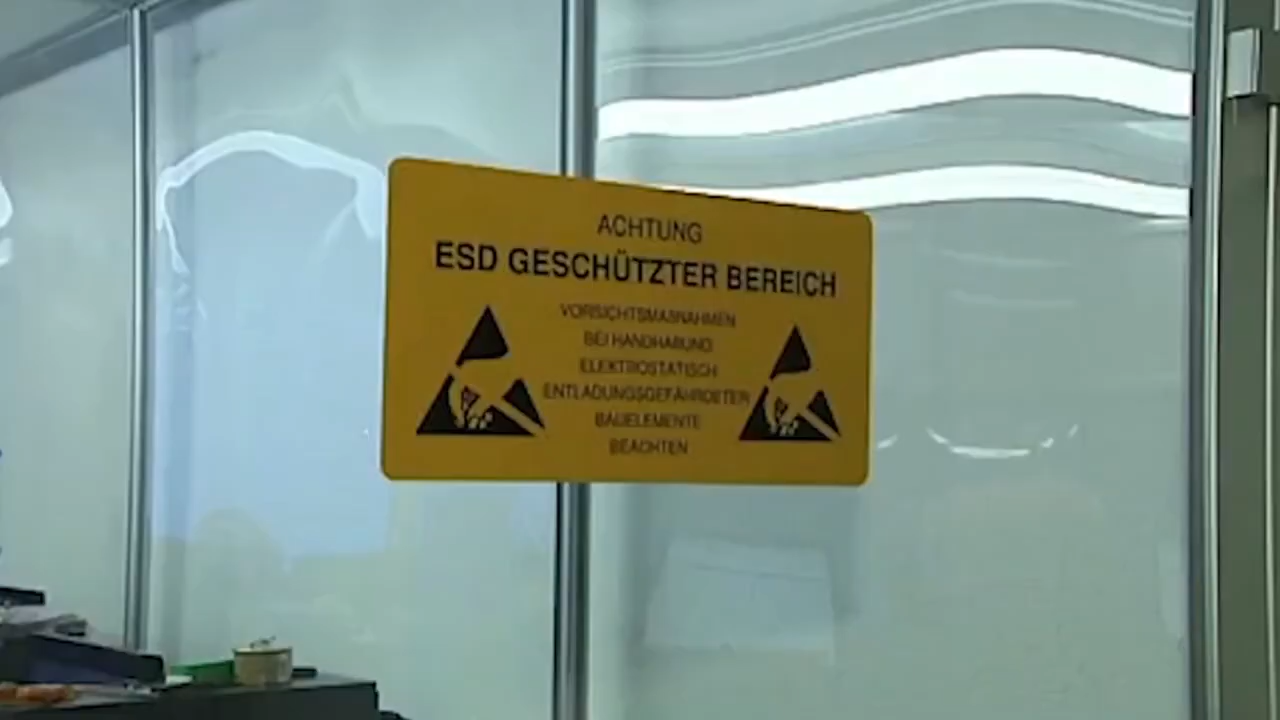 ACHTUNG
ESD GESCHÜTZTER BEREICH
VORSICHTSMAßNAHMEN
BEI HANDHABUNG
ELEKTROSTATISCH
ENTLADUNGSGEFÄHRDETER
BAUELEMENTE
BEACHTEN